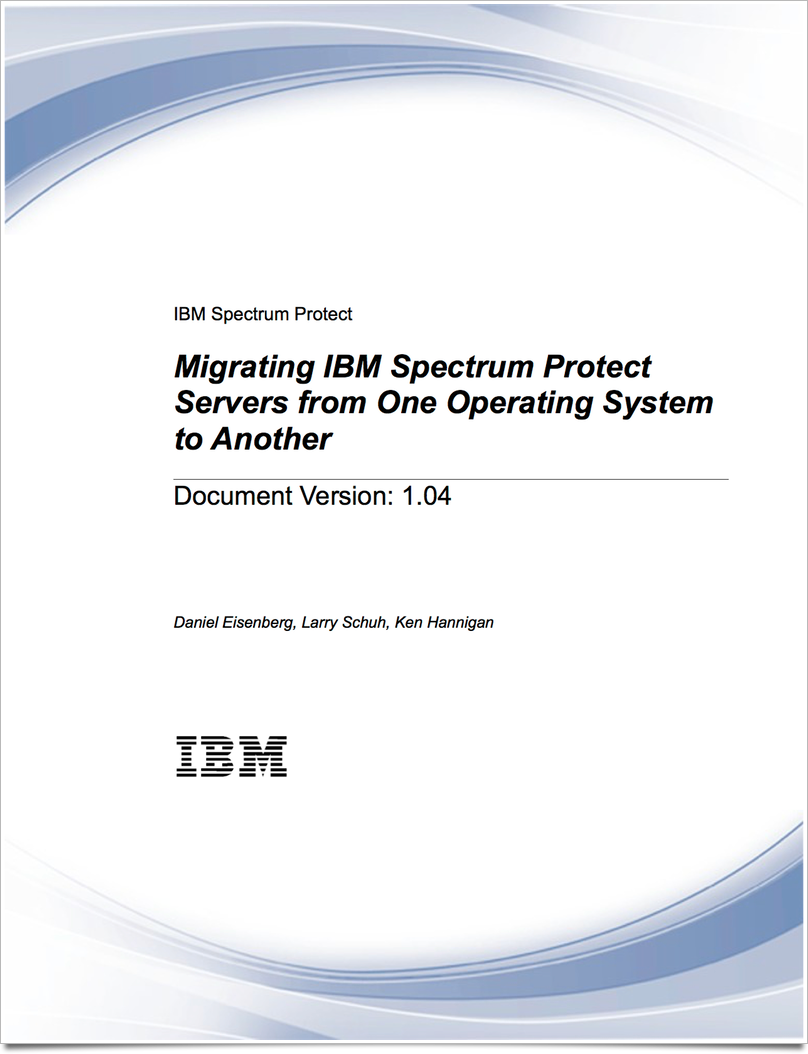 IBM Spectrum Protect
Migrating IBM Spectrum Protect
Servers from One Operating System
to Another
Document Version: 1.04
Daniel Eisenberg, Larry Schuh, Ken Hannigan
IBM